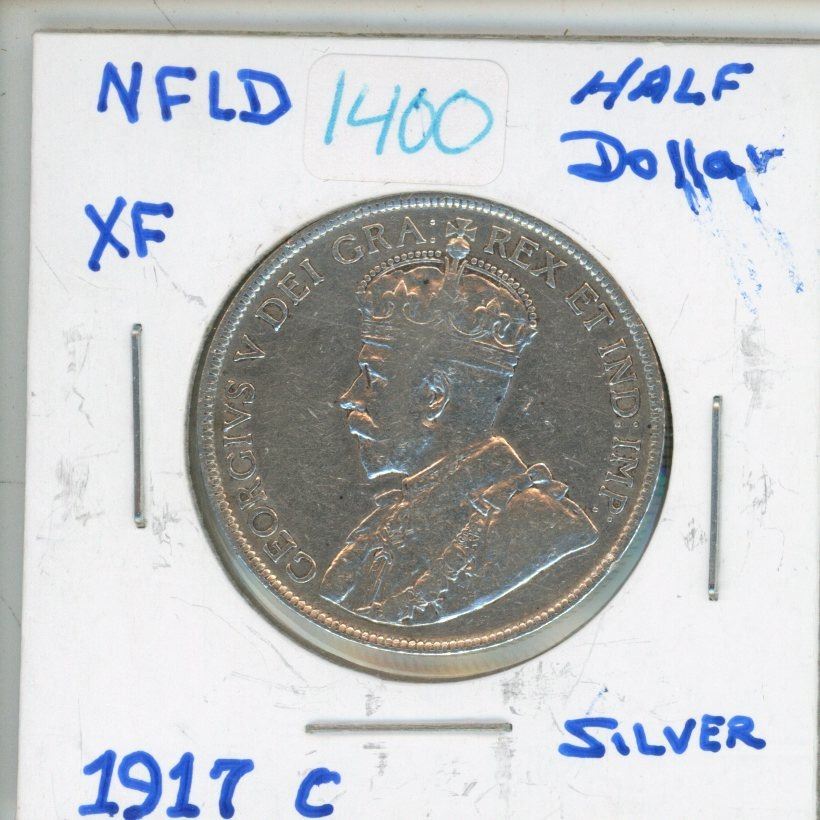 NFLD 1400 HALF
Dollar
XF
GEORGIVS V DEI GRA: REX ET IND: IMP.
SILVER
1917 C